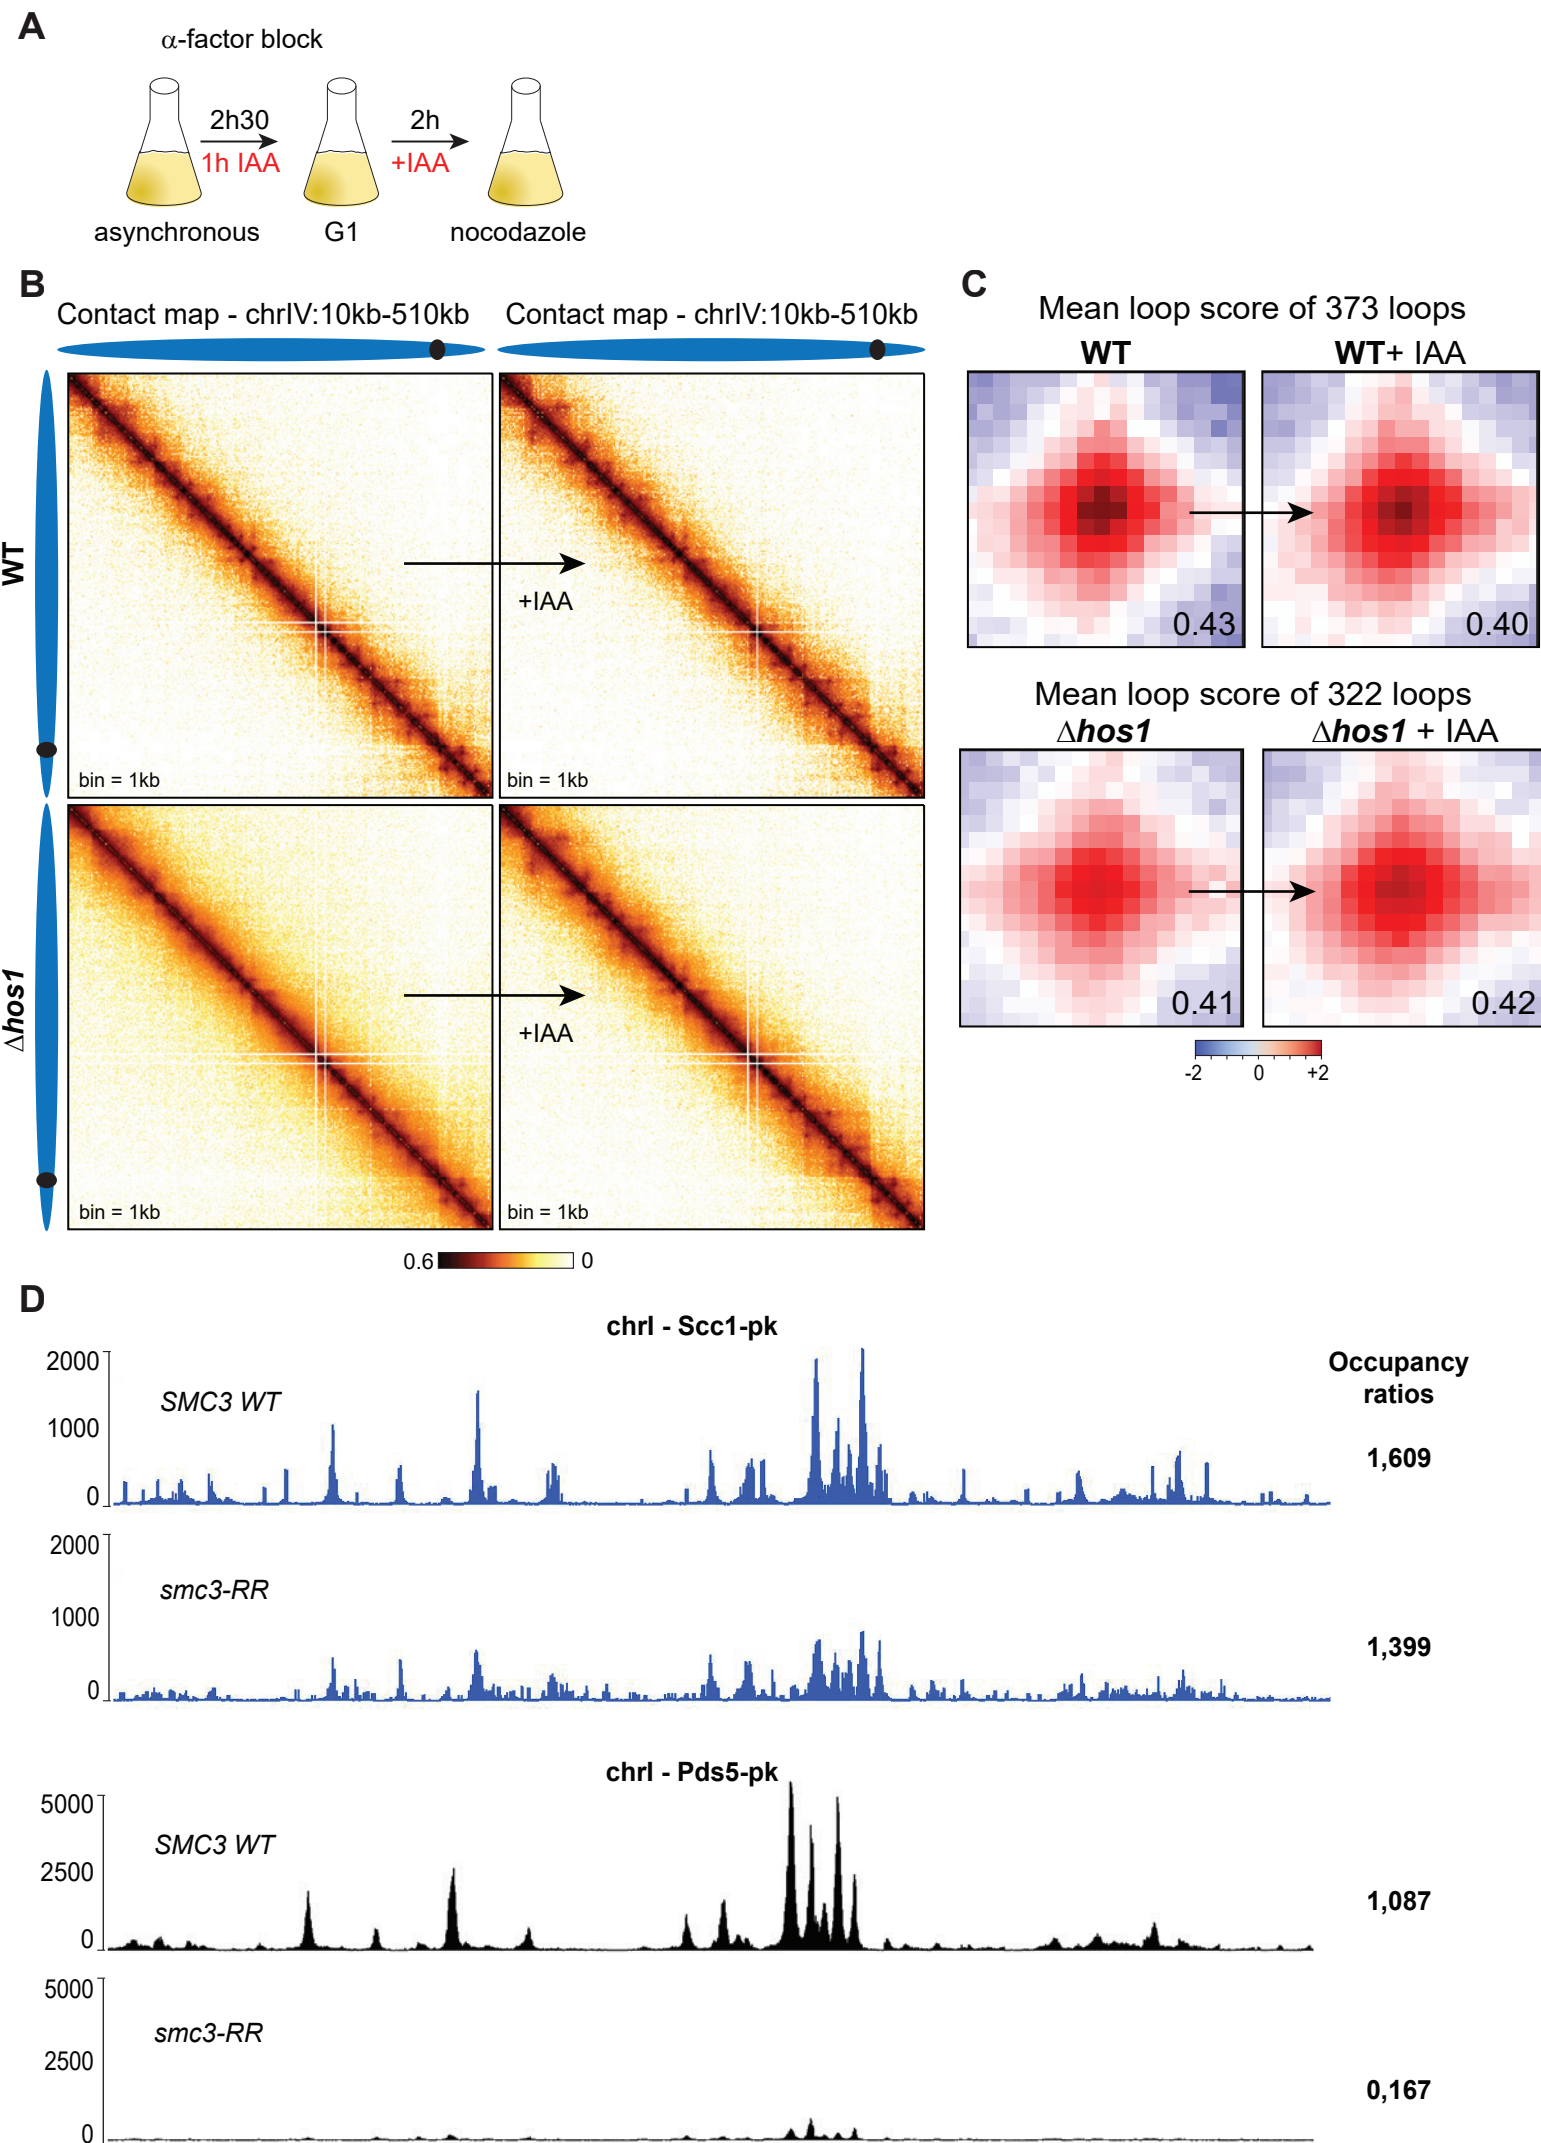 A
α-factor block
2h30
1h IAA
2h
+IAA
asynchronous
G1
nocodazole
B
Contact map - chrIV:10kb-510kb
Contact map - chrIV:10kb-510kb
WT
+IAA
bin = 1kb
bin = 1kb
Δhos1
+IAA
bin = 1kb
bin = 1kb
0.6
0
C
Mean loop score of 373 loops
WT
WT+ IAA
0.43
0.40
Mean loop score of 322 loops
Δhos1
Δhos1 + IAA
0.41
0.42
-2
0
+2
D
chrI - Scc1-pk
Occupancy
ratios
2000
1000
0
SMC3 WT
1,609
2000
1000
0
smc3-RR
1,399
chrI - Pds5-pk
5000
2500
0
SMC3 WT
1,087
5000
2500
0
smc3-RR
0,167